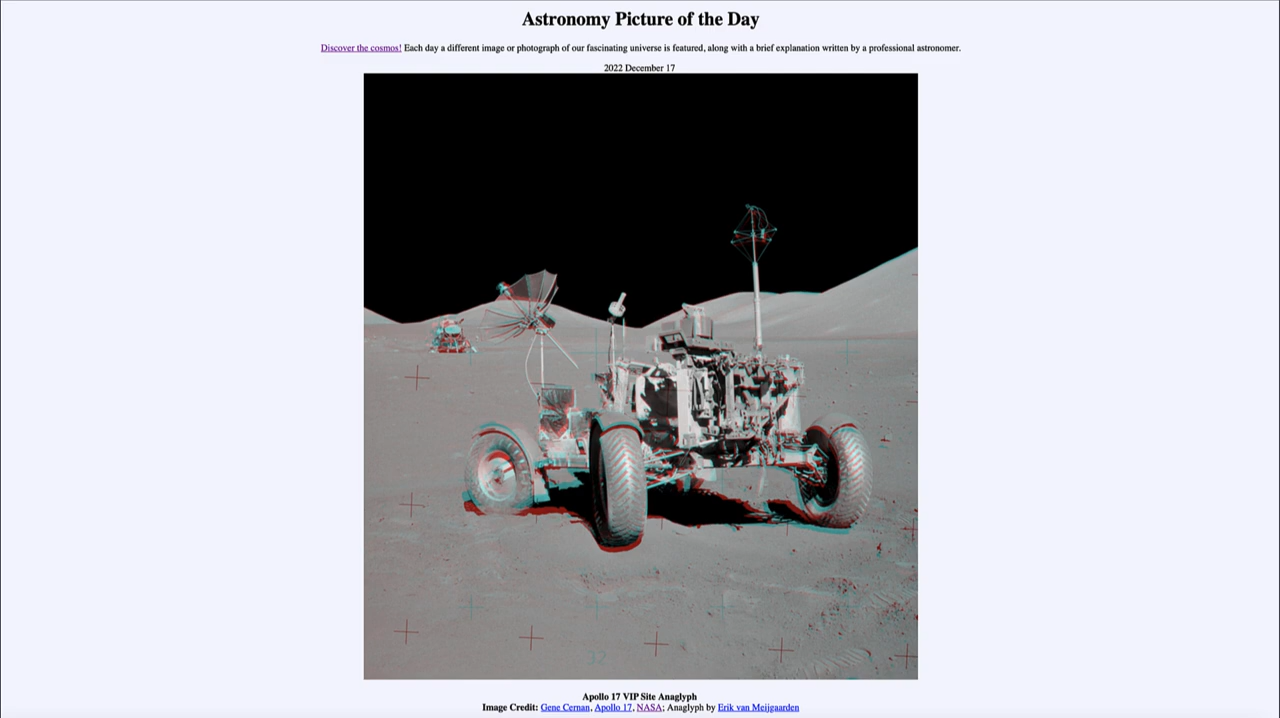 Astronomy Picture of the Day
Discover the cosmos! Each day a different image or photograph of our fascinating universe is featured, along with a brief explanation written by a professional astronomer.
2022 December 17
37
Apollo 17 VIP Site Anaglyph
Image Credit: Gene Cernan, Apollo 17, NASA; Anaglyph by Erik van Meijgaarden